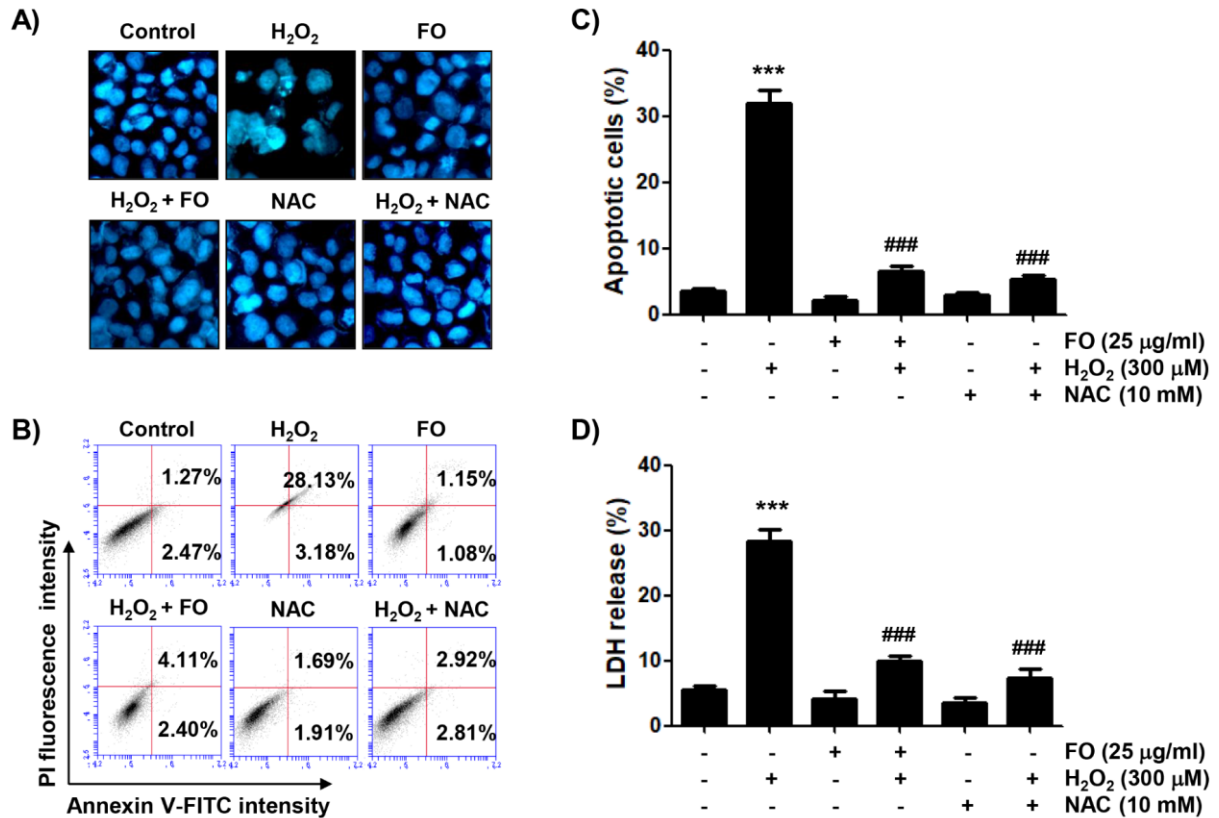 A)
Control H₂O₂ FO
H₂O₂ + FO NAC H₂O₂ + NAC
B)
Control H₂O₂ FO
1.27% 28.13% 1.15%
2.47% 3.18% 1.08%
H₂O₂ + FO NAC H₂O₂ + NAC
4.11% 1.69% 2.92%
2.40% 1.91% 2.81%
PI fluorescence intensity
Annexin V-FITC intensity
C)
Apoptotic cells (%)
40
30
20
10
0
***
###
###
- - + + - - FO (25 μg/ml)
- + - + - + H₂O₂ (300 μM)
- - - - + + NAC (10 mM)
D)
LDH release (%)
40
30
20
10
0
***
###
###
- - + + - - FO (25 μg/ml)
- + - + - + H₂O₂ (300 μM)
- - - - + + NAC (10 mM)